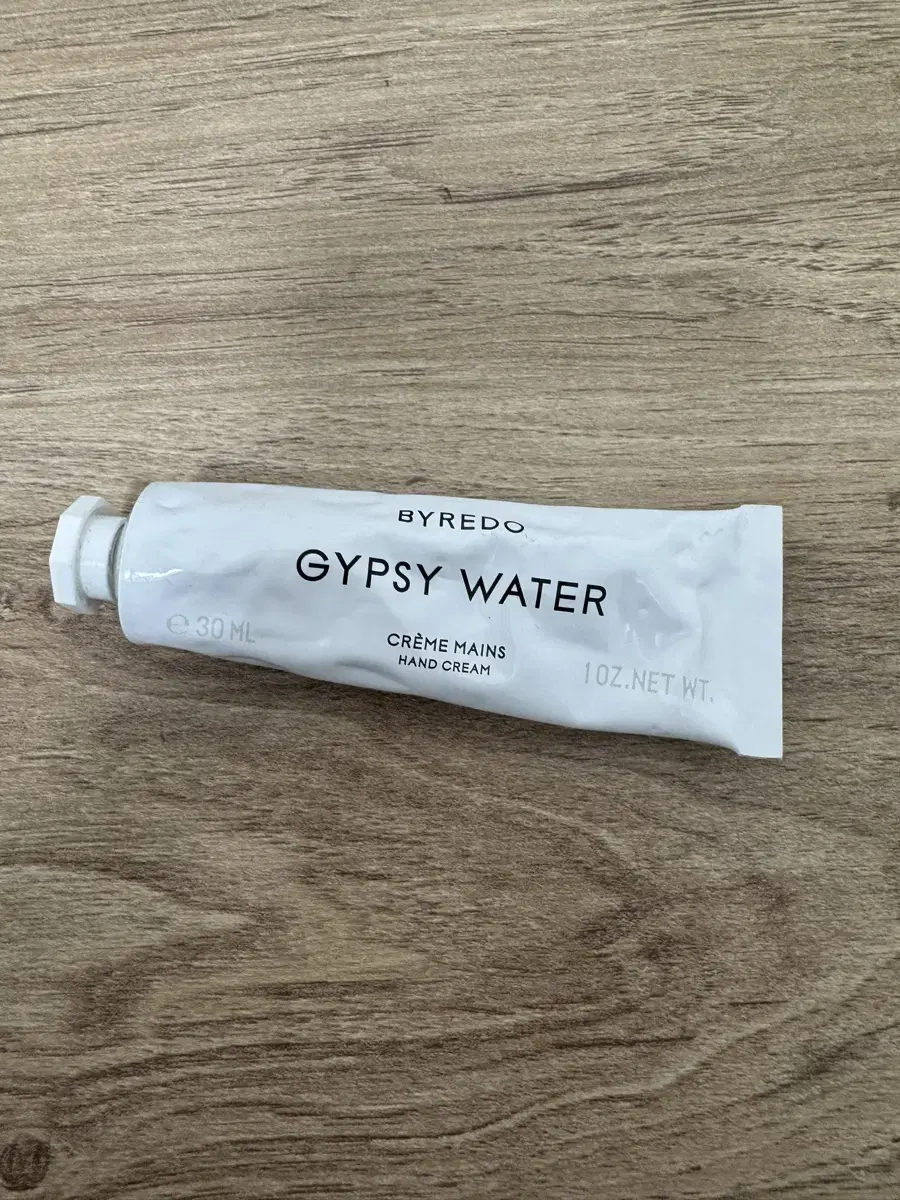 BYREDO
GYPSY WATER
℮ 30 ML
CRÈME MAINS
HAND CREAM
1 OZ.NET WT.